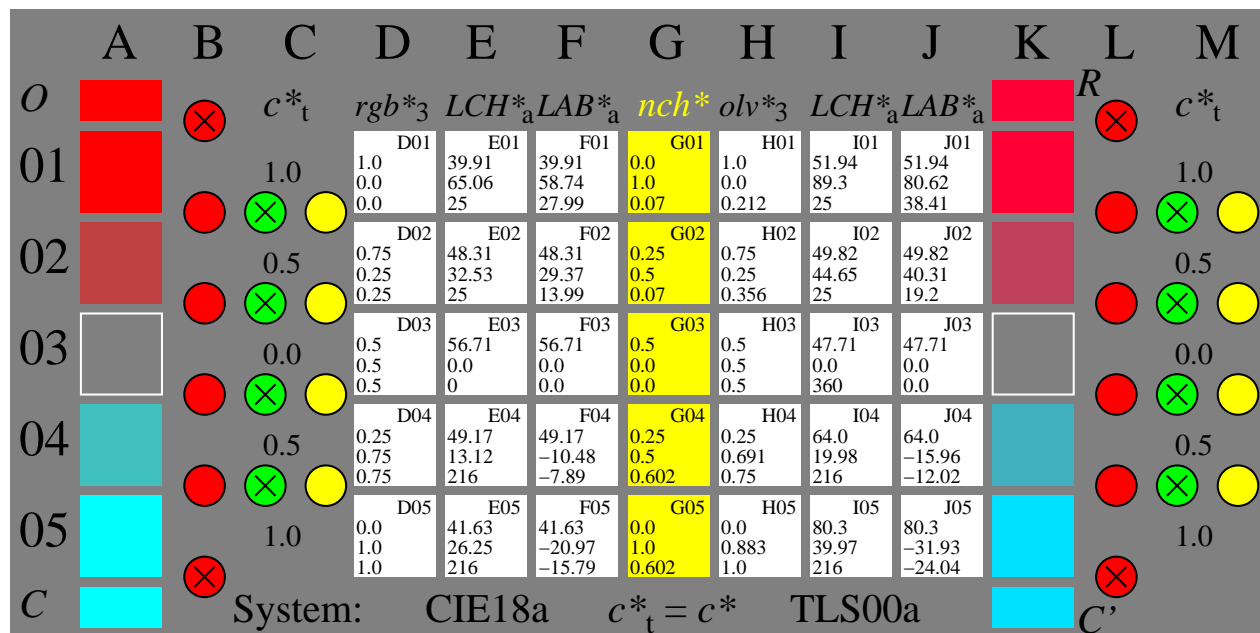 A B C D E F G H I J K L M
O c*t rgb*3 LCH*a LAB*a nch* olv*3 LCH*a LAB*a R c*t
01 1.0 1.0
D01 E01 F01 G01 H01 I01 J01
1.0 39.91 39.91 0.0 1.0 51.94 51.94
0.0 65.06 58.74 1.0 0.0 89.3 80.62
0.0 25 27.99 0.07 0.212 25 38.41
02 0.5 0.5
D02 E02 F02 G02 H02 I02 J02
0.75 48.31 48.31 0.25 0.75 49.82 49.82
0.25 32.53 29.37 0.5 0.25 44.65 40.31
0.25 25 13.99 0.07 0.356 25 19.2
03 0.0 0.0
D03 E03 F03 G03 H03 I03 J03
0.5 56.71 56.71 0.5 0.5 47.71 47.71
0.5 0.0 0.0 0.0 0.5 0.0 0.0
0.5 0 0.0 0.0 0.5 360 0.0
04 0.5 0.5
D04 E04 F04 G04 H04 I04 J04
0.25 49.17 49.17 0.25 0.25 64.0 64.0
0.75 13.12 −10.48 0.5 0.691 19.98 −15.96
0.75 216 −7.89 0.602 0.75 216 −12.02
05 1.0 1.0
D05 E05 F05 G05 H05 I05 J05
0.0 41.63 41.63 0.0 0.0 80.3 80.3
1.0 26.25 −20.97 1.0 0.883 39.97 −31.93
1.0 216 −15.79 0.602 1.0 216 −24.04
C System: CIE18a c*t = c* TLS00a C'